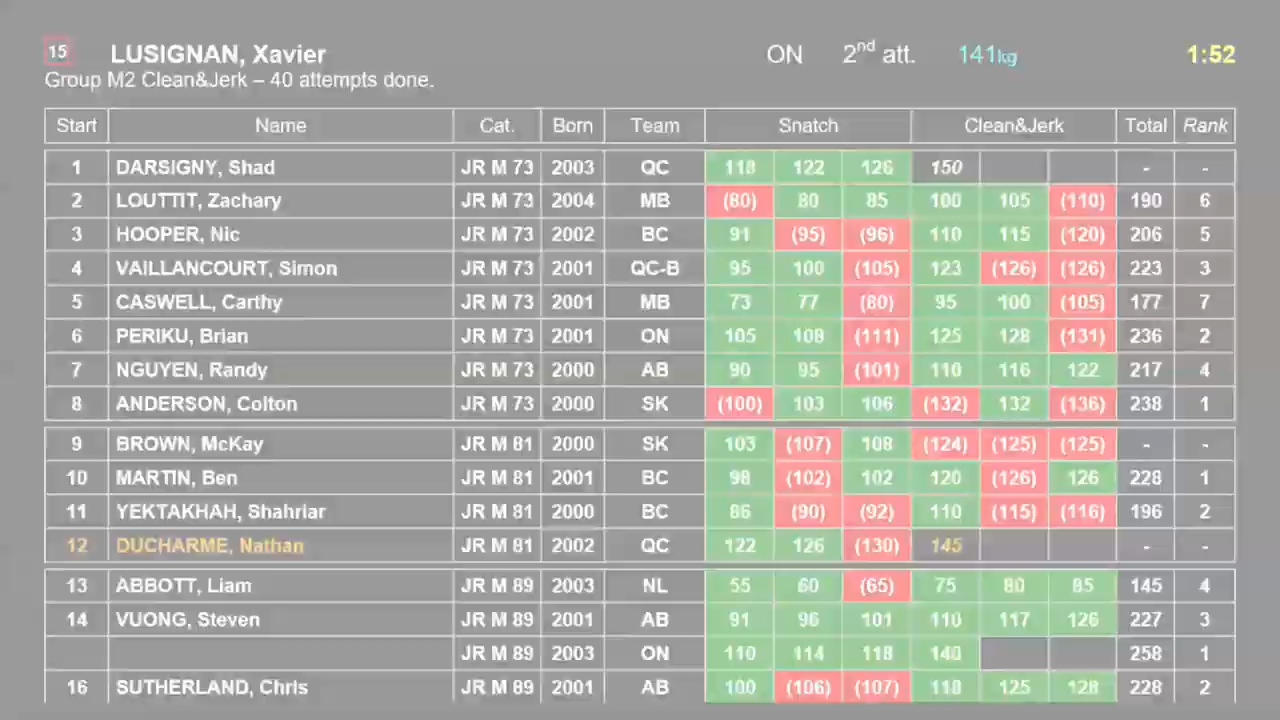 15 LUSIGNAN, Xavier ON 2nd att. 141kg 1:52
Group M2 Clean&Jerk – 40 attempts done.
Start Name Cat. Born Team Snatch Clean&Jerk Total Rank
1 DARSIGNY, Shad JR M 73 2003 QC 118 122 126 150 - -
2 LOUTTIT, Zachary JR M 73 2004 MB (80) 80 85 100 105 (110) 190 6
3 HOOPER, Nic JR M 73 2002 BC 91 (95) (96) 110 115 (120) 206 5
4 VAILLANCOURT, Simon JR M 73 2001 QC-B 95 100 (105) 123 (126) (126) 223 3
5 CASWELL, Carthy JR M 73 2001 MB 73 77 (80) 95 100 (105) 177 7
6 PERIKU, Brian JR M 73 2001 ON 105 108 (111) 125 128 (131) 236 2
7 NGUYEN, Randy JR M 73 2000 AB 90 95 (101) 110 116 122 217 4
8 ANDERSON, Colton JR M 73 2000 SK (100) 103 106 (132) 132 (136) 238 1
9 BROWN, McKay JR M 81 2000 SK 103 (107) 108 (124) (125) (125) - -
10 MARTIN, Ben JR M 81 2001 BC 98 (102) 102 120 (126) 126 228 1
11 YEKTAKHAH, Shahriar JR M 81 2000 BC 86 (90) (92) 110 (115) (116) 196 2
12 DUCHARME, Nathan JR M 81 2002 QC 122 126 (130) 145 - -
13 ABBOTT, Liam JR M 89 2003 NL 55 60 (65) 75 80 85 145 4
14 VUONG, Steven JR M 89 2001 AB 91 96 101 110 117 126 227 3
JR M 89 2003 ON 110 114 118 140 258 1
16 SUTHERLAND, Chris JR M 89 2001 AB 100 (106) (107) 118 125 128 228 2